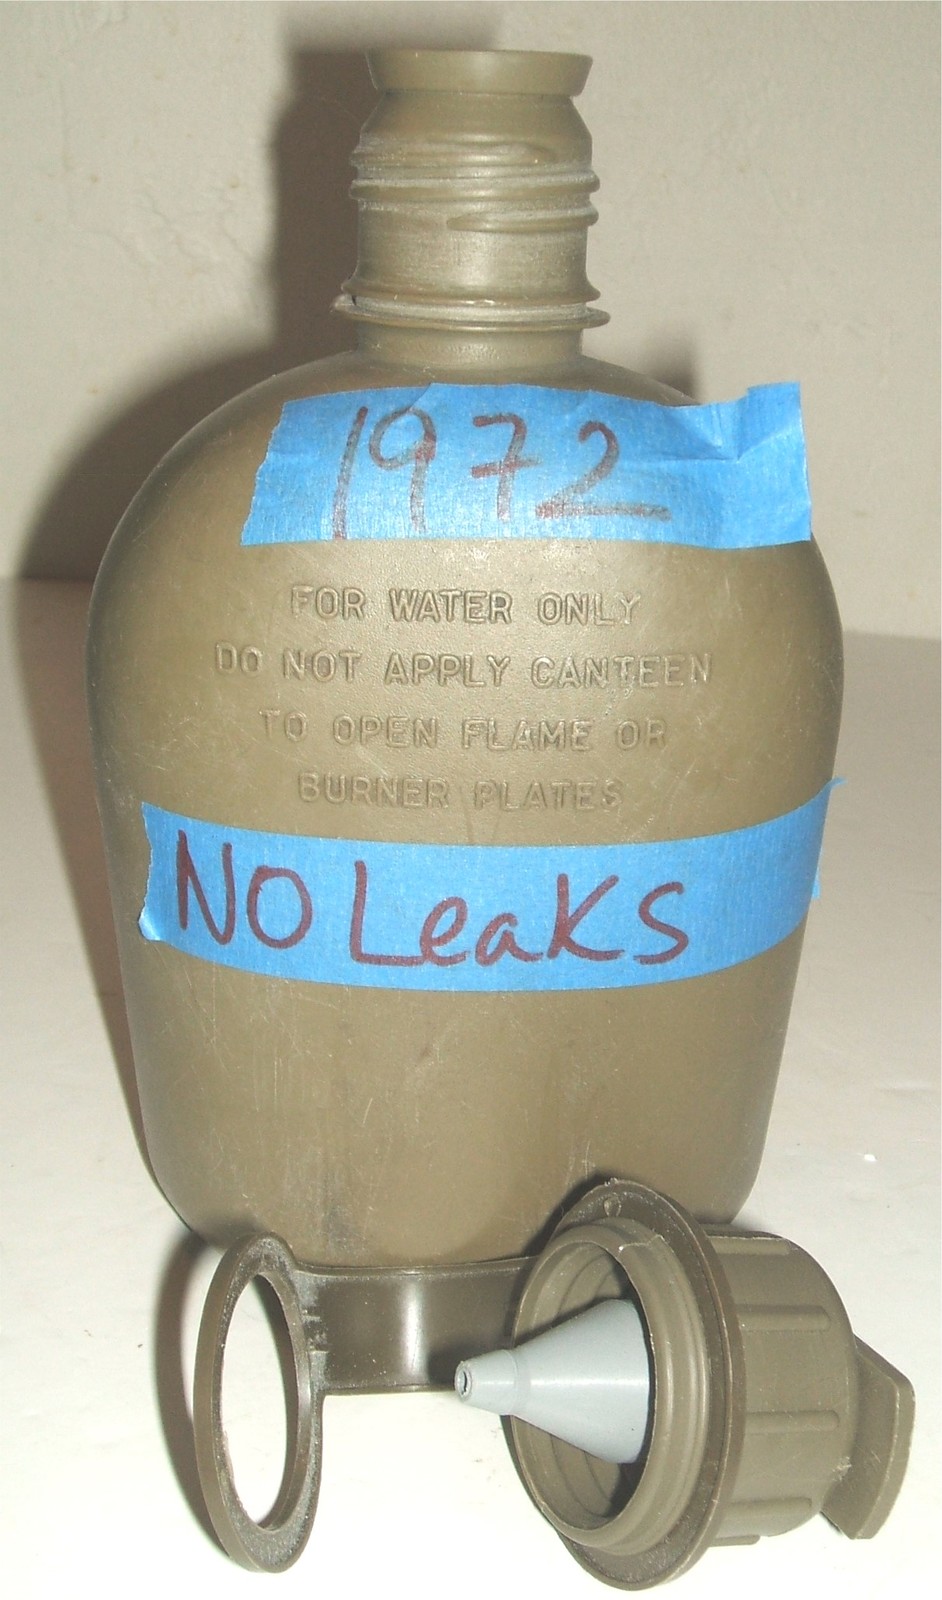 1972
FOR WATER ONLY
DO NOT APPLY CANTEEN
TO OPEN FLAME OR
BURNER PLATES
NO LeaKS